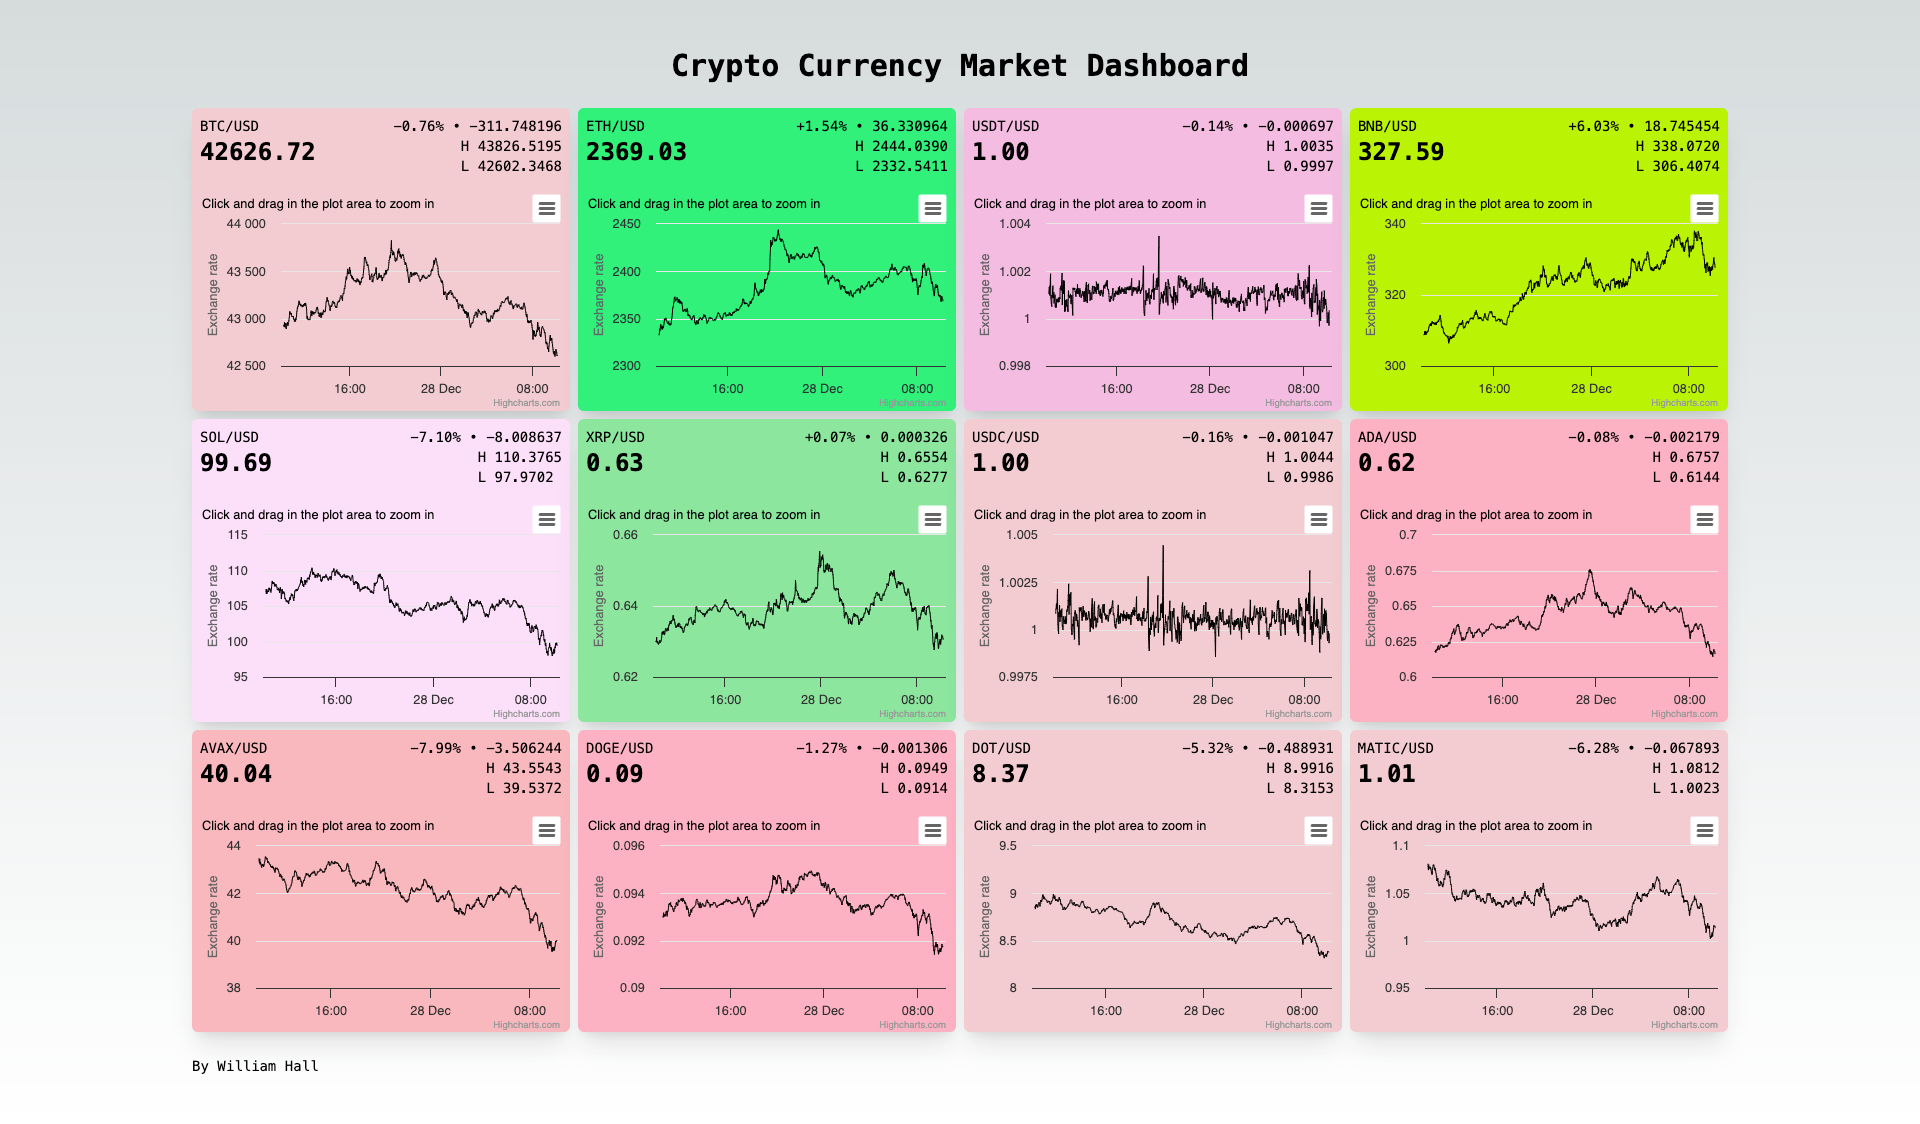 Crypto Currency Market Dashboard
BTC/USD
−0.76% • −311.748196
42626.72
H 43826.5195
L 42602.3468
Click and drag in the plot area to zoom in
44 000
43 500
43 000
42 500
Exchange rate
16:00 28 Dec 08:00
Highcharts.com
ETH/USD
+1.54% • 36.330964
2369.03
H 2444.0390
L 2332.5411
Click and drag in the plot area to zoom in
2450
2400
2350
2300
Exchange rate
16:00 28 Dec 08:00
Highcharts.com
USDT/USD
−0.14% • −0.000697
1.00
H 1.0035
L 0.9997
Click and drag in the plot area to zoom in
1.004
1.002
1
0.998
Exchange rate
16:00 28 Dec 08:00
Highcharts.com
BNB/USD
+6.03% • 18.745454
327.59
H 338.0720
L 306.4074
Click and drag in the plot area to zoom in
340
320
300
Exchange rate
16:00 28 Dec 08:00
Highcharts.com
SOL/USD
−7.10% • −8.008637
99.69
H 110.3765
L 97.9702
Click and drag in the plot area to zoom in
115
110
105
100
95
Exchange rate
16:00 28 Dec 08:00
Highcharts.com
XRP/USD
+0.07% • 0.000326
0.63
H 0.6554
L 0.6277
Click and drag in the plot area to zoom in
0.66
0.64
0.62
Exchange rate
16:00 28 Dec 08:00
Highcharts.com
USDC/USD
−0.16% • −0.001047
1.00
H 1.0044
L 0.9986
Click and drag in the plot area to zoom in
1.005
1.0025
1
0.9975
Exchange rate
16:00 28 Dec 08:00
Highcharts.com
ADA/USD
−0.08% • −0.002179
0.62
H 0.6757
L 0.6144
Click and drag in the plot area to zoom in
0.7
0.675
0.65
0.625
0.6
Exchange rate
16:00 28 Dec 08:00
Highcharts.com
AVAX/USD
−7.99% • −3.506244
40.04
H 43.5543
L 39.5372
Click and drag in the plot area to zoom in
44
42
40
38
Exchange rate
16:00 28 Dec 08:00
Highcharts.com
DOGE/USD
−1.27% • −0.001306
0.09
H 0.0949
L 0.0914
Click and drag in the plot area to zoom in
0.096
0.094
0.092
0.09
Exchange rate
16:00 28 Dec 08:00
Highcharts.com
DOT/USD
−5.32% • −0.488931
8.37
H 8.9916
L 8.3153
Click and drag in the plot area to zoom in
9.5
9
8.5
8
Exchange rate
16:00 28 Dec 08:00
Highcharts.com
MATIC/USD
−6.28% • −0.067893
1.01
H 1.0812
L 1.0023
Click and drag in the plot area to zoom in
1.1
1.05
1
0.95
Exchange rate
16:00 28 Dec 08:00
Highcharts.com
By William Hall